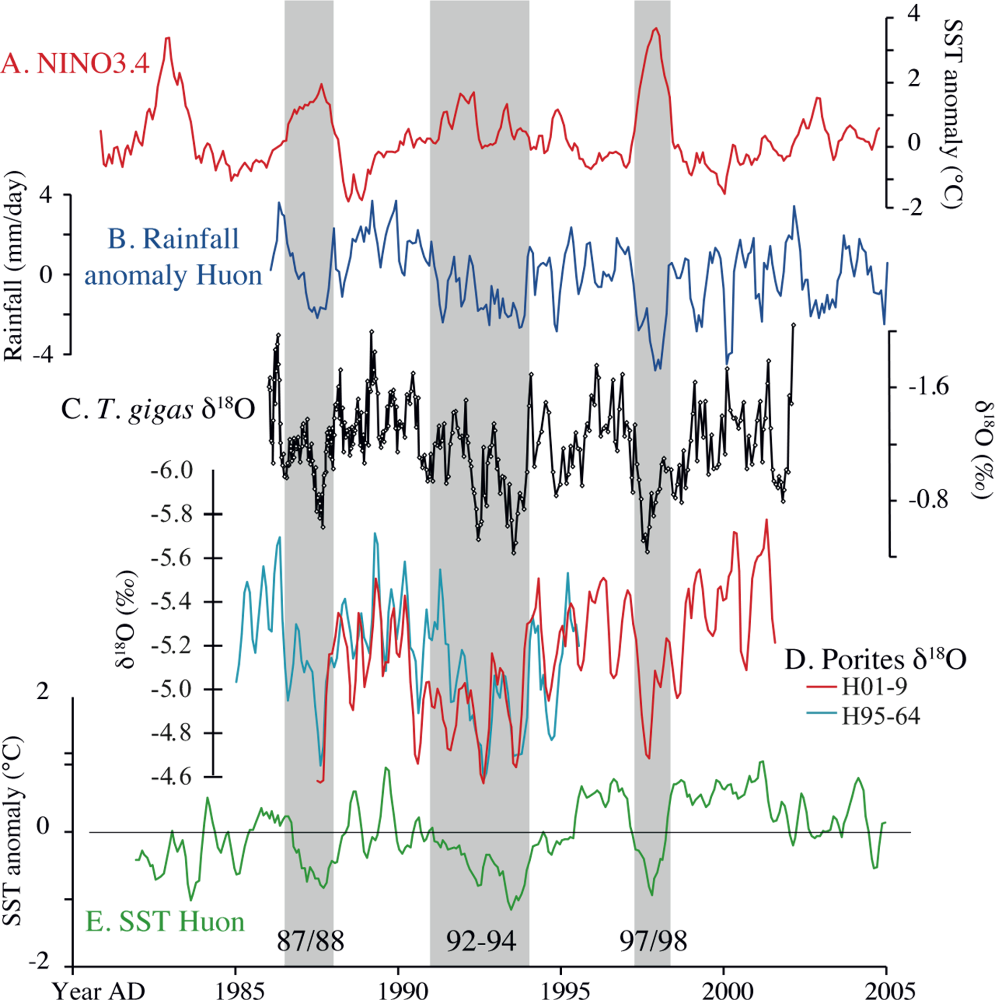 4
SST anomaly (°C)
A. NINO3.4
2
0
-2
Rainfall (mm/day)
4
B. Rainfall
anomaly Huon
0
-4
C. T. gigas δ¹⁸O
-1.6
δ¹⁸O (‰)
-0.8
-6.0
-5.8
-5.6
δ¹⁸O (‰)
-5.4
-5.2
-5.0
-4.8
-4.6
D. Porites δ¹⁸O
H01-9
H95-64
2
SST anomaly (°C)
0
E. SST Huon
87/88
92-94
97/98
-2
Year AD
1985
1990
1995
2000
2005